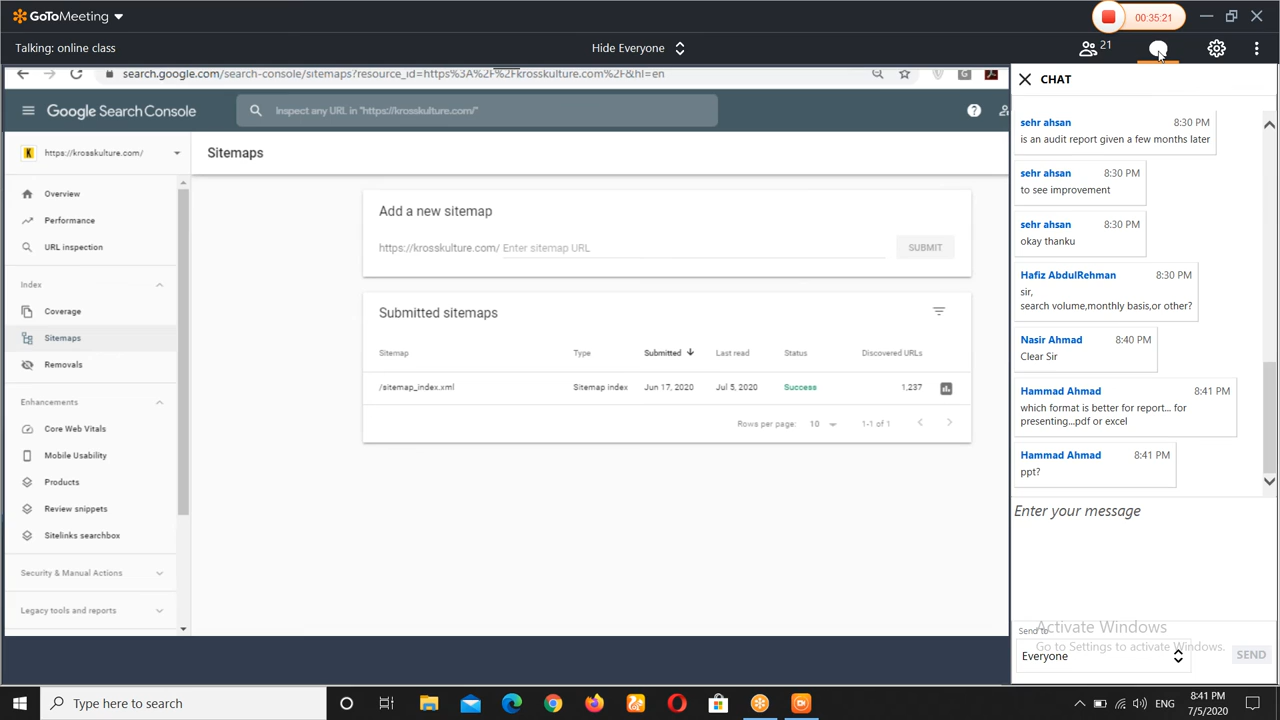 GoToMeeting
00:35:21
Talking: online class
Hide Everyone
21
search.google.com/search-console/sitemaps?resource_id=https%3A%2F%2Fkrosskulture.com%2F&hl=en
Google Search Console
Inspect any URL in "https://krosskulture.com/"
https://krosskulture.com/
Sitemaps
Overview
Performance
URL inspection
Index
Coverage
Sitemaps
Removals
Enhancements
Core Web Vitals
Mobile Usability
Products
Review snippets
Sitelinks searchbox
Security & Manual Actions
Legacy tools and reports
Add a new sitemap
https://krosskulture.com/ Enter sitemap URL
SUBMIT
Submitted sitemaps
Sitemap Type Submitted Last read Status Discovered URLs
/sitemap_index.xml Sitemap index Jun 17, 2020 Jul 5, 2020 Success 1,237
Rows per page: 10 1-1 of 1
CHAT
sehr ahsan 8:30 PM
is an audit report given a few months later
sehr ahsan 8:30 PM
to see improvement
sehr ahsan 8:30 PM
okay thanku
Hafiz AbdulRehman 8:30 PM
sir,
search volume,monthly basis,or other?
Nasir Ahmad 8:40 PM
Clear Sir
Hammad Ahmad 8:41 PM
which format is better for report... for
presenting...pdf or excel
Hammad Ahmad 8:41 PM
ppt?
Enter your message
Send to
Activate Windows
Go to Settings to activate Windows.
Everyone
SEND
Type here to search
ENG
8:41 PM
7/5/2020